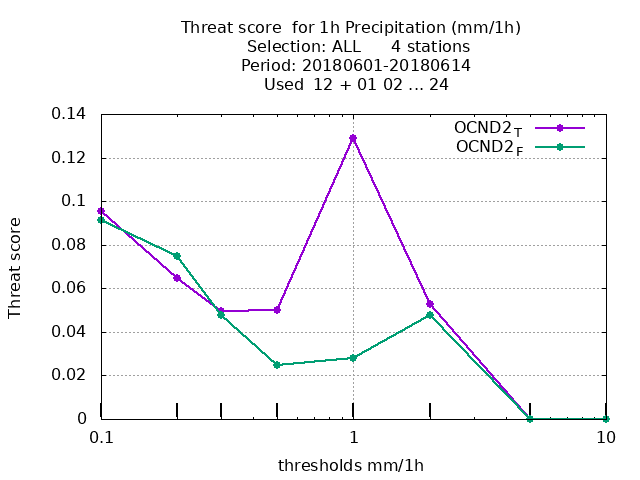 Threat score  for 1h Precipitation (mm/1h)
Selection: ALL      4 stations
Period: 20180601-20180614
Used  12 + 01 02 ... 24
OCND2T
OCND2F
0.14
0.12
0.1
0.08
0.06
0.04
0.02
0
Threat score
0.1
1
10
thresholds mm/1h